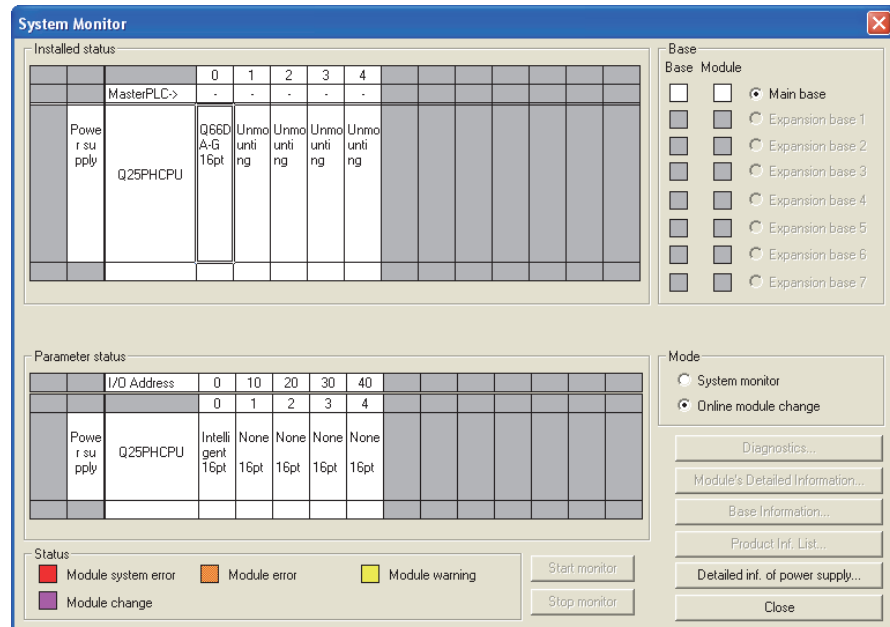 System Monitor
Installed status
0 1 2 3 4
MasterPLC-> - - - - -
Powe
r su
pply
Q25PHCPU
Q66D
A-G
16pt
Unmo
unti
ng
Unmo
unti
ng
Unmo
unti
ng
Unmo
unti
ng
Base
Base Module
Main base
Expansion base 1
Expansion base 2
Expansion base 3
Expansion base 4
Expansion base 5
Expansion base 6
Expansion base 7
Parameter status
I/O Address 0 10 20 30 40
0 1 2 3 4
Powe
r su
pply
Q25PHCPU
Intelli
gent
16pt
None
16pt
None
16pt
None
16pt
None
16pt
Mode
System monitor
Online module change
Diagnostics...
Module's Detailed Information...
Base Information...
Product Inf. List...
Detailed inf. of power supply...
Close
Status
Module system error
Module error
Module warning
Module change
Start monitor
Stop monitor